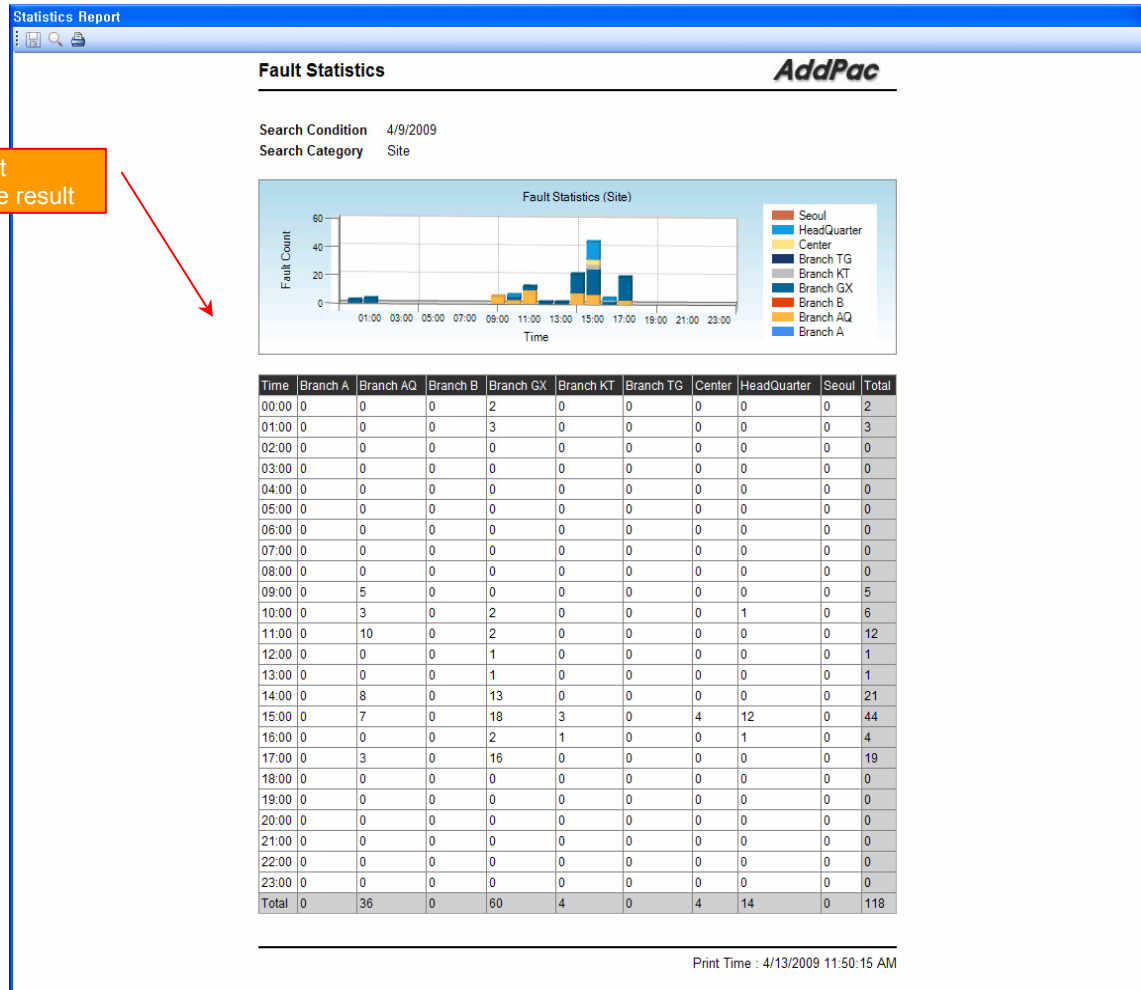 Statistics Report
Fault Statistics
AddPac
Search Condition 4/9/2009
Search Category Site
t
e result
Fault Statistics (Site)
Fault Count
60
40
20
0
01:00 03:00 05:00 07:00 09:00 11:00 13:00 15:00 17:00 19:00 21:00 23:00
Time
Seoul
HeadQuarter
Center
Branch TG
Branch KT
Branch GX
Branch B
Branch AQ
Branch A
Time Branch A Branch AQ Branch B Branch GX Branch KT Branch TG Center HeadQuarter Seoul Total
00:00 0 0 0 2 0 0 0 0 0 2
01:00 0 0 0 3 0 0 0 0 0 3
02:00 0 0 0 0 0 0 0 0 0 0
03:00 0 0 0 0 0 0 0 0 0 0
04:00 0 0 0 0 0 0 0 0 0 0
05:00 0 0 0 0 0 0 0 0 0 0
06:00 0 0 0 0 0 0 0 0 0 0
07:00 0 0 0 0 0 0 0 0 0 0
08:00 0 0 0 0 0 0 0 0 0 0
09:00 0 5 0 0 0 0 0 0 0 5
10:00 0 3 0 2 0 0 0 1 0 6
11:00 0 10 0 2 0 0 0 0 0 12
12:00 0 0 0 1 0 0 0 0 0 1
13:00 0 0 0 1 0 0 0 0 0 1
14:00 0 8 0 13 0 0 0 0 0 21
15:00 0 7 0 18 3 0 4 12 0 44
16:00 0 0 0 2 1 0 0 1 0 4
17:00 0 3 0 16 0 0 0 0 0 19
18:00 0 0 0 0 0 0 0 0 0 0
19:00 0 0 0 0 0 0 0 0 0 0
20:00 0 0 0 0 0 0 0 0 0 0
21:00 0 0 0 0 0 0 0 0 0 0
22:00 0 0 0 0 0 0 0 0 0 0
23:00 0 0 0 0 0 0 0 0 0 0
Total 0 36 0 60 4 0 4 14 0 118
Print Time : 4/13/2009 11:50:15 AM